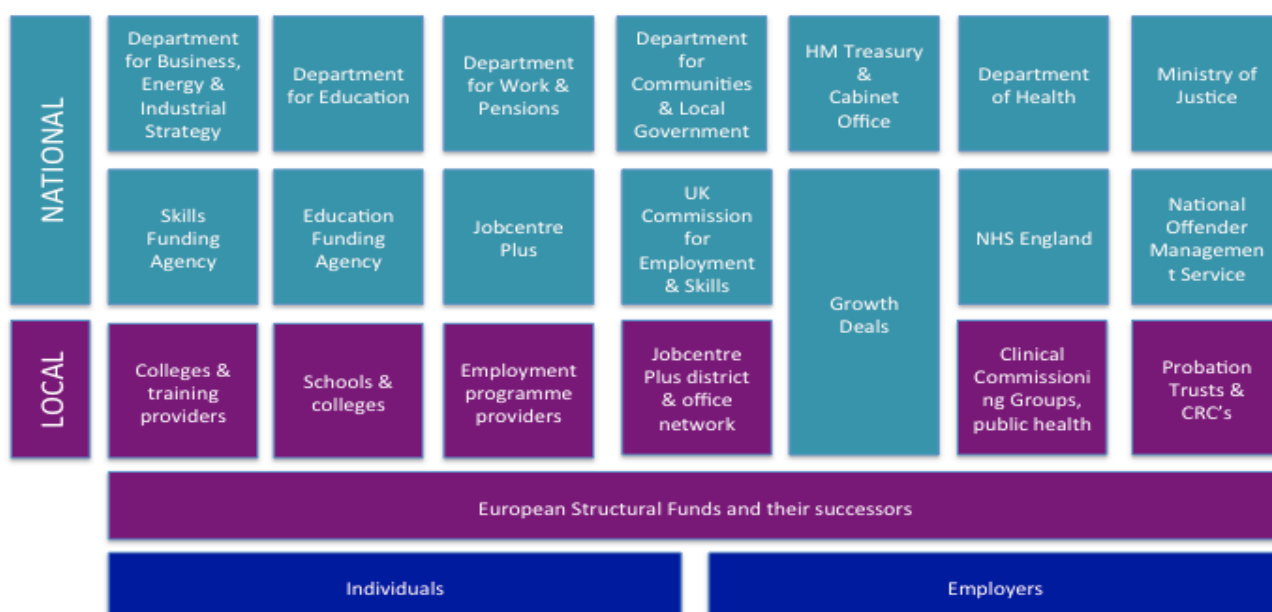 NATIONAL
Department
for Business,
Energy &
Industrial
Strategy
Department
for Education
Department
for Work &
Pensions
Department
for
Communities
& Local
Government
HM Treasury
&
Cabinet
Office
Department
of Health
Ministry of
Justice
Skills
Funding
Agency
Education
Funding
Agency
Jobcentre
Plus
UK
Commission
for
Employment
& Skills
Growth
Deals
NHS England
National
Offender
Managemen
t Service
LOCAL
Colleges &
training
providers
Schools &
colleges
Employment
programme
providers
Jobcentre
Plus district
& office
network
Clinical
Commissioni
ng Groups,
public health
Probation
Trusts &
CRC's
European Structural Funds and their successors
Individuals
Employers